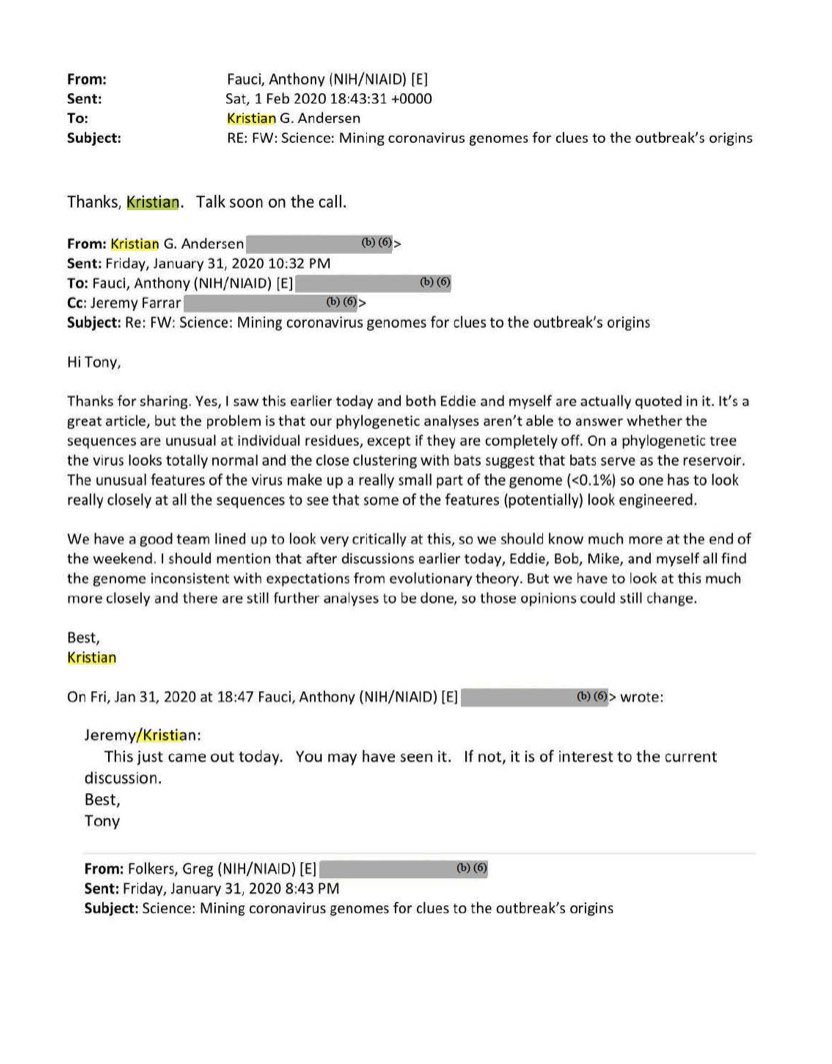 From: Fauci, Anthony (NIH/NIAID) [E]
Sent: Sat, 1 Feb 2020 18:43:31 +0000
To: Kristian G. Andersen
Subject: RE: FW: Science: Mining coronavirus genomes for clues to the outbreak's origins
Thanks, Kristian. Talk soon on the call.
From: Kristian G. Andersen (b) (6)>
Sent: Friday, January 31, 2020 10:32 PM
To: Fauci, Anthony (NIH/NIAID) [E] (b) (6)
Cc: Jeremy Farrar (b) (6)>
Subject: Re: FW: Science: Mining coronavirus genomes for clues to the outbreak's origins
Hi Tony,
Thanks for sharing. Yes, I saw this earlier today and both Eddie and myself are actually quoted in it. It's a
great article, but the problem is that our phylogenetic analyses aren't able to answer whether the
sequences are unusual at individual residues, except if they are completely off. On a phylogenetic tree
the virus looks totally normal and the close clustering with bats suggest that bats serve as the reservoir.
The unusual features of the virus make up a really small part of the genome (<0.1%) so one has to look
really closely at all the sequences to see that some of the features (potentially) look engineered.
We have a good team lined up to look very critically at this, so we should know much more at the end of
the weekend. I should mention that after discussions earlier today, Eddie, Bob, Mike, and myself all find
the genome inconsistent with expectations from evolutionary theory. But we have to look at this much
more closely and there are still further analyses to be done, so those opinions could still change.
Best,
Kristian
On Fri, Jan 31, 2020 at 18:47 Fauci, Anthony (NIH/NIAID) [E] (b) (6)> wrote:
Jeremy/Kristian:
This just came out today. You may have seen it. If not, it is of interest to the current
discussion.
Best,
Tony
From: Folkers, Greg (NIH/NIAID) [E] (b) (6)
Sent: Friday, January 31, 2020 8:43 PM
Subject: Science: Mining coronavirus genomes for clues to the outbreak's origins